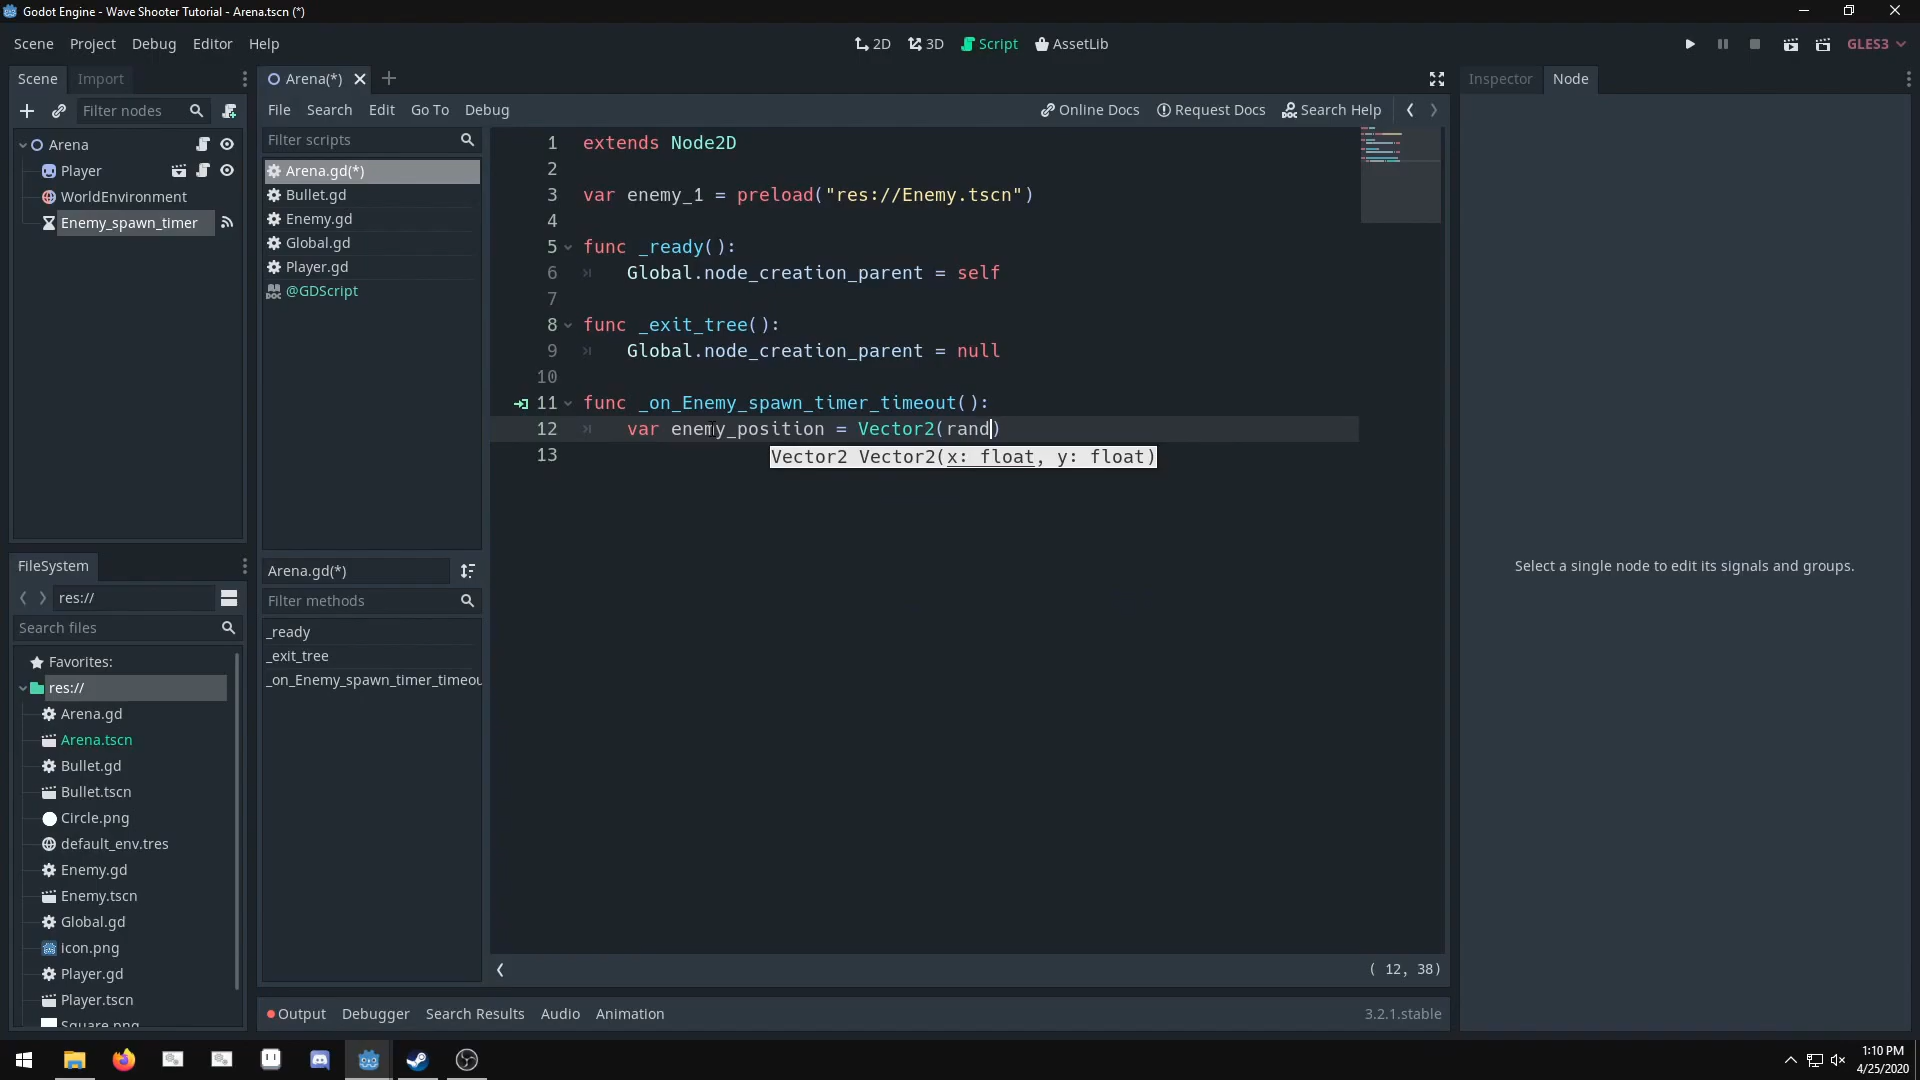 Godot Engine - Wave Shooter Tutorial - Arena.tscn (*)
Scene Project Debug Editor Help
2D 3D Script AssetLib
GLES3
Scene Import
Filter nodes
Arena
Player
WorldEnvironment
Enemy_spawn_timer
Arena(*)
File Search Edit Go To Debug
Online Docs Request Docs Search Help
Filter scripts
Arena.gd(*)
Bullet.gd
Enemy.gd
Global.gd
Player.gd
@GDScript
Arena.gd(*)
Filter methods
_ready
_exit_tree
_on_Enemy_spawn_timer_timeou
1 extends Node2D
2
3 var enemy_1 = preload("res://Enemy.tscn")
4
5 func _ready():
6 Global.node_creation_parent = self
7
8 func _exit_tree():
9 Global.node_creation_parent = null
10
11 func _on_Enemy_spawn_timer_timeout():
12 var enemy_position = Vector2(rand)
13
Vector2 Vector2(x: float, y: float)
( 12, 38)
Inspector Node
Select a single node to edit its signals and groups.
FileSystem
res://
Search files
Favorites:
res://
Arena.gd
Arena.tscn
Bullet.gd
Bullet.tscn
Circle.png
default_env.tres
Enemy.gd
Enemy.tscn
Global.gd
icon.png
Player.gd
Player.tscn
Square.png
Output Debugger Search Results Audio Animation
3.2.1.stable
1:10 PM
4/25/2020